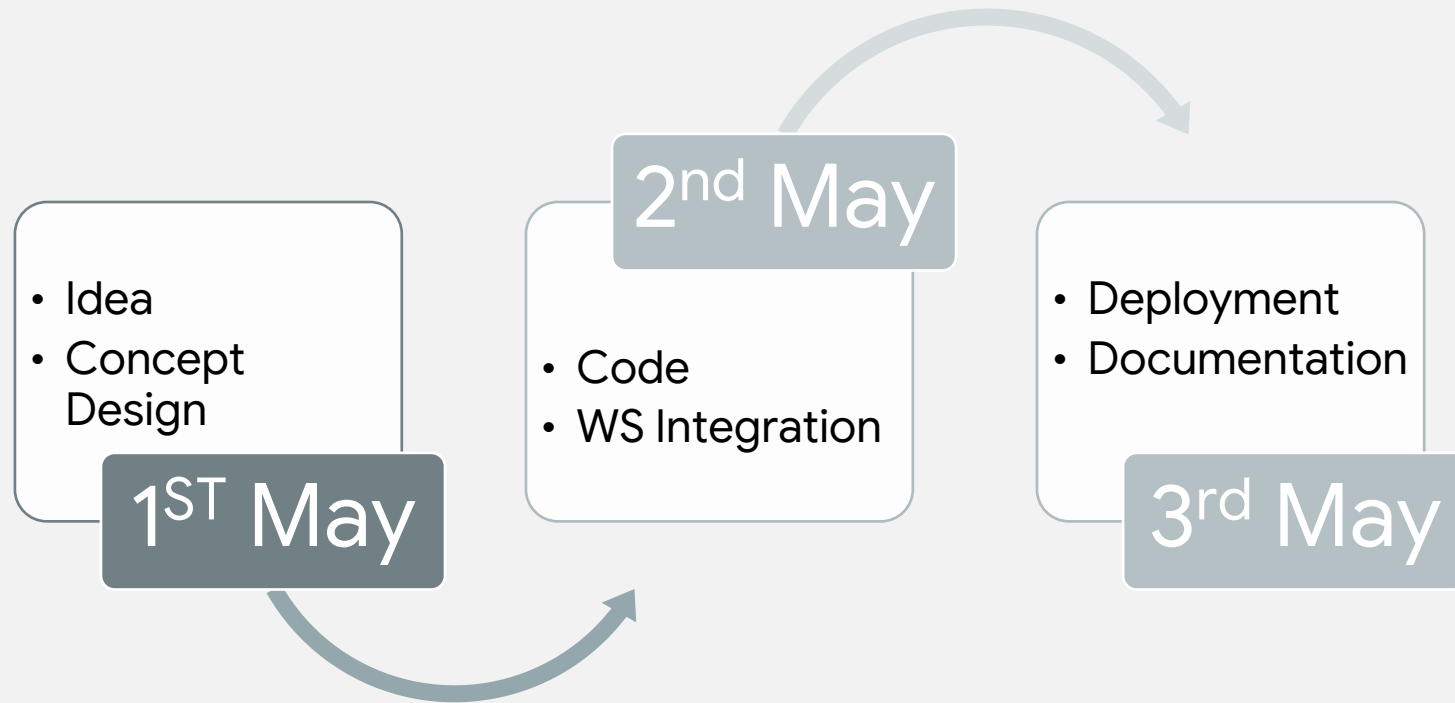 • Idea
• Concept
Design
1ST May
2nd May
• Code
• WS Integration
• Deployment
• Documentation
3rd May